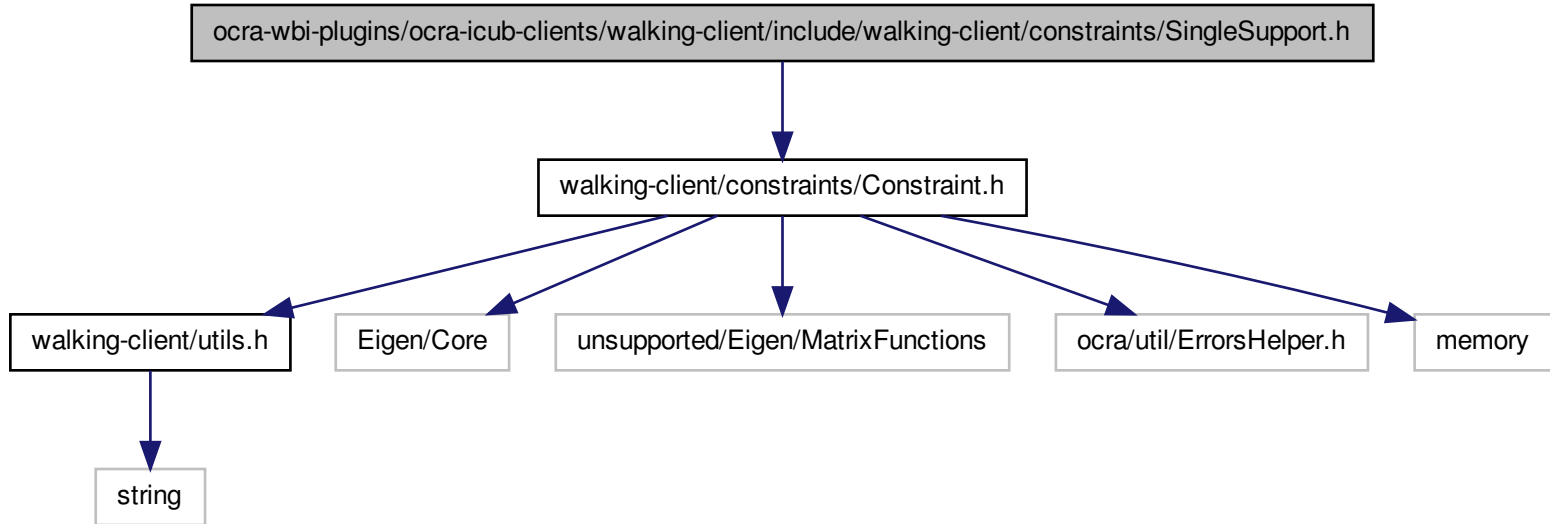 ocra-wbi-plugins/ocra-icub-clients/walking-client/include/walking-client/constraints/SingleSupport.h
walking-client/constraints/Constraint.h
walking-client/utils.h
Eigen/Core
unsupported/Eigen/MatrixFunctions
ocra/util/ErrorsHelper.h
memory
string